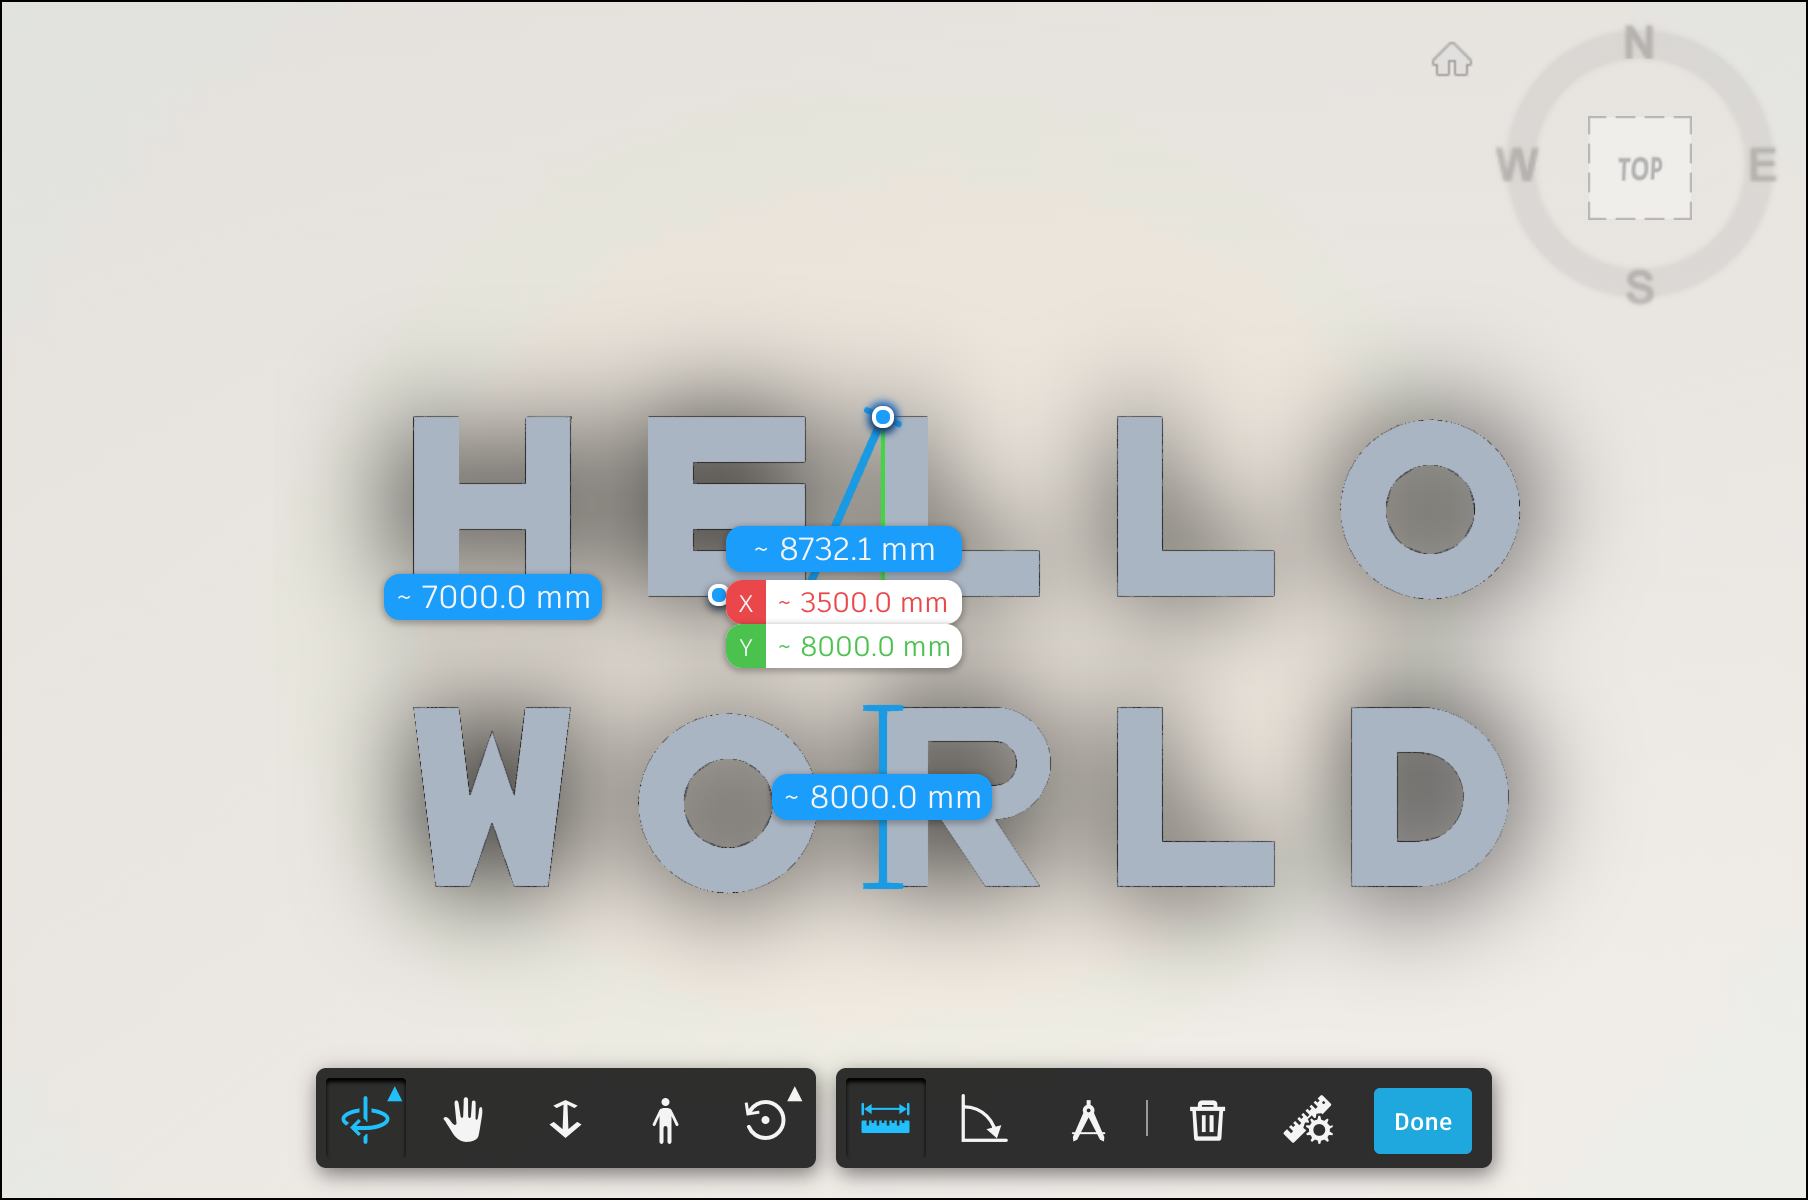 N
W TOP E
S
HELLO
~ 8732.1 mm
~ 7000.0 mm
X ~ 3500.0 mm
Y ~ 8000.0 mm
WORLD
~ 8000.0 mm
Done